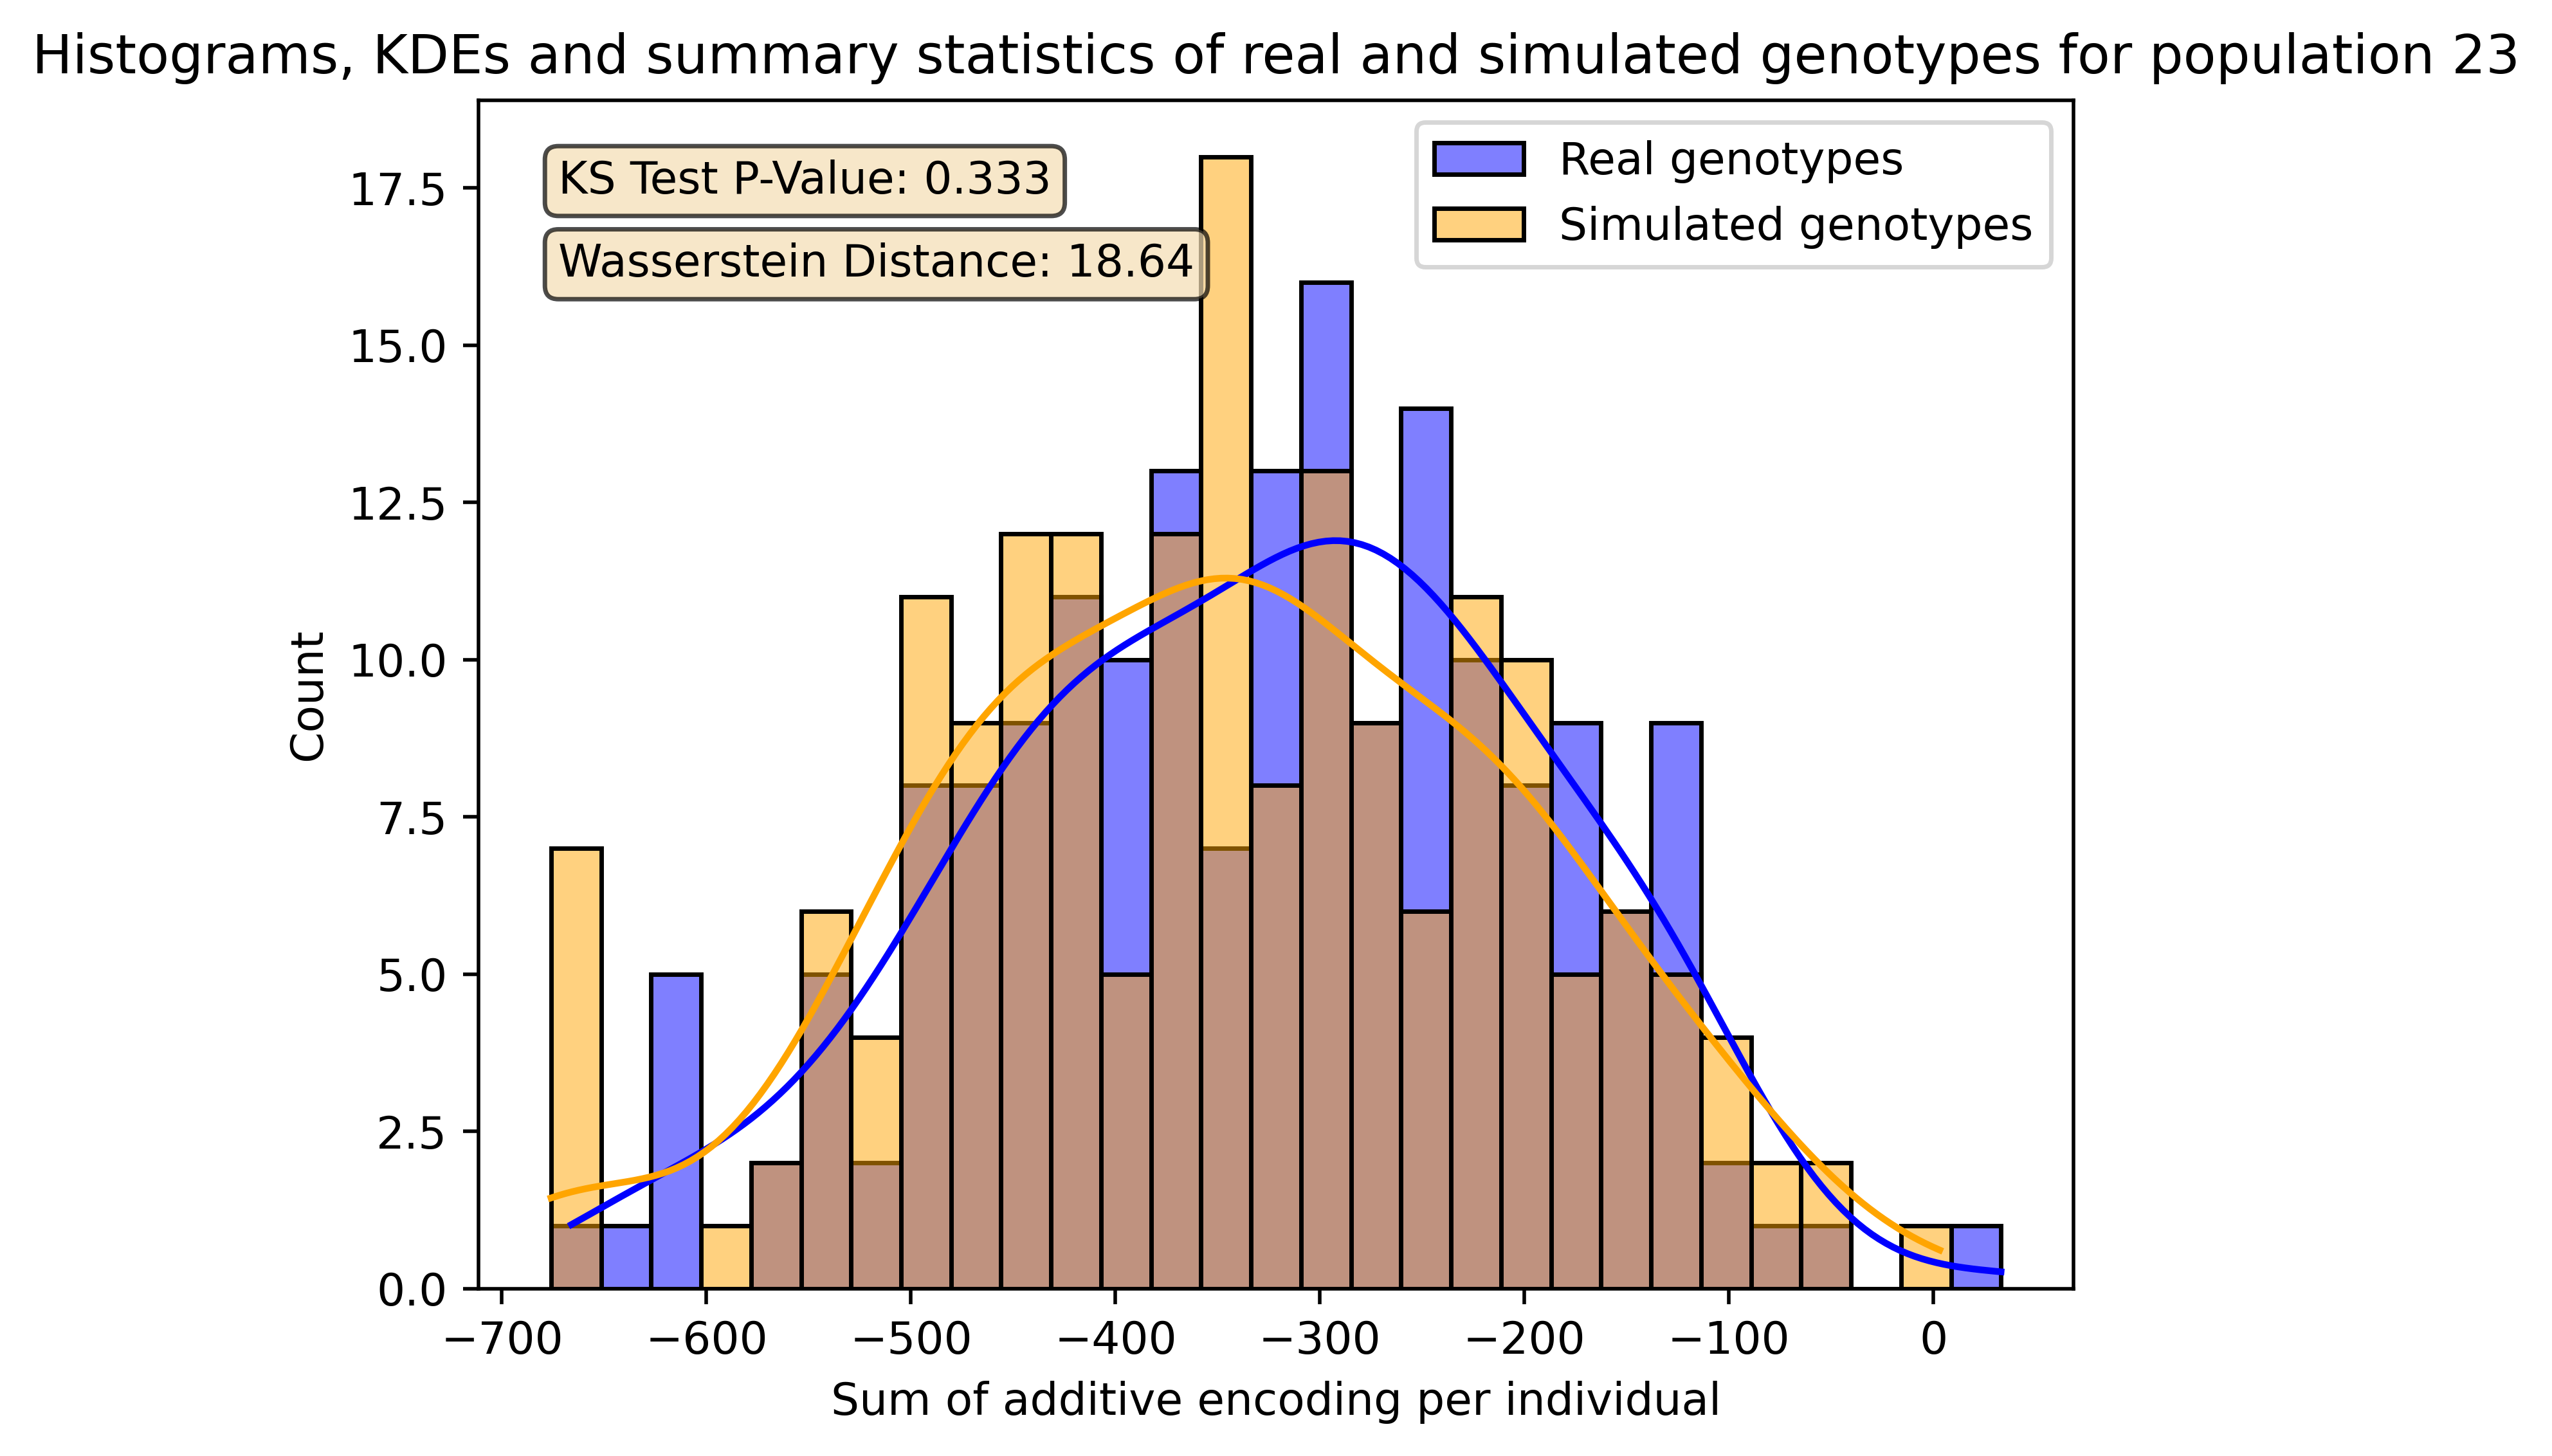 Histograms, KDEs and summary statistics of real and simulated genotypes for population 23
KS Test P-Value: 0.333
Wasserstein Distance: 18.64
Real genotypes
Simulated genotypes
Count
17.5
15.0
12.5
10.0
7.5
5.0
2.5
0.0
−700 −600 −500 −400 −300 −200 −100 0
Sum of additive encoding per individual